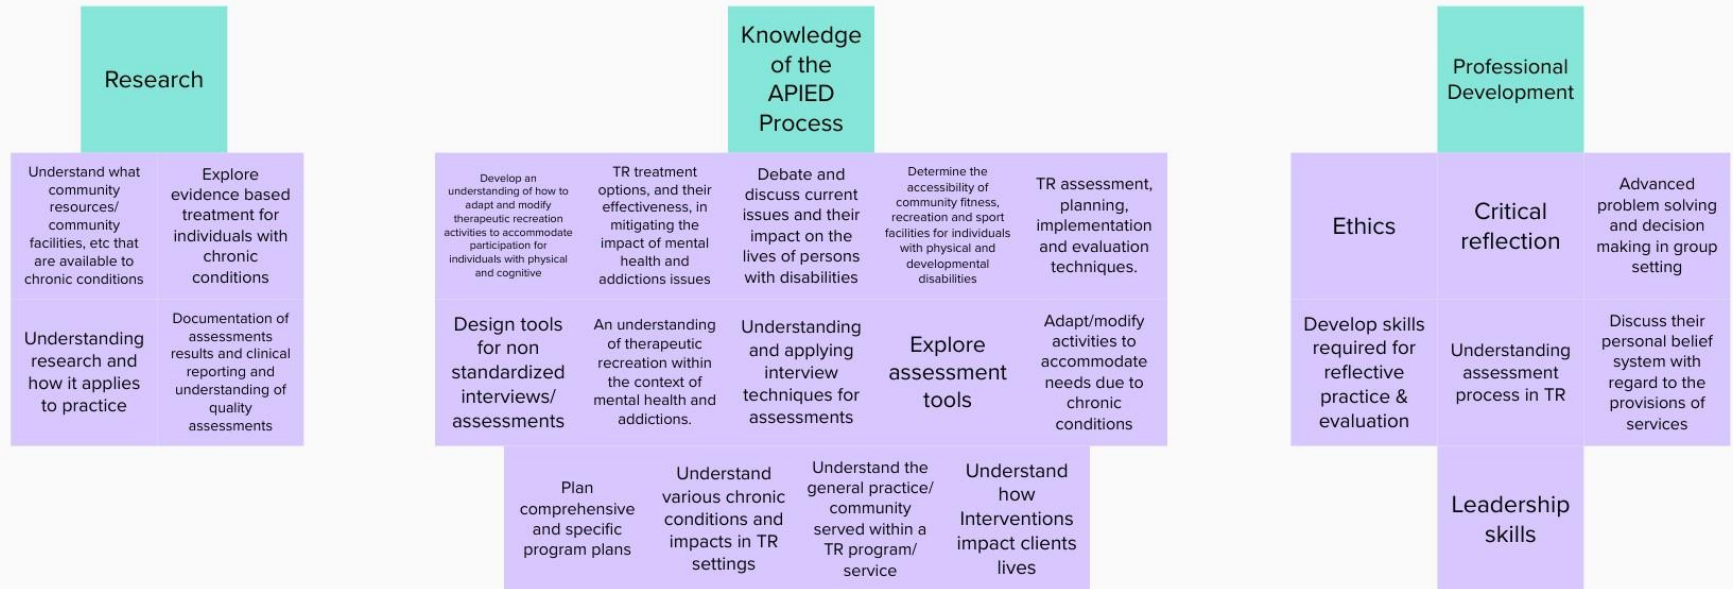 Research
Understand what
community
resources/
community
facilities, etc that
are available to
chronic conditions
Explore
evidence based
treatment for
individuals with
chronic
conditions
Understanding
research and
how it applies
to practice
Documentation of
assessments
results and clinical
reporting and
understanding of
quality
assessments
Knowledge
of the
APIED
Process
Develop an
understanding of how to
adapt and modify
therapeutic recreation
activities to accommodate
participation for
individuals with physical
and cognitive
TR treatment
options, and their
effectiveness, in
mitigating the
impact of mental
health and
addictions issues
Debate and
discuss current
issues and their
impact on the
lives of persons
with disabilities
Determine the
accessibility of
community fitness,
recreation and sport
facilities for individuals
with physical and
developmental
disabilities
TR assessment,
planning,
implementation
and evaluation
techniques.
Design tools
for non
standardized
interviews/
assessments
An understanding
of therapeutic
recreation within
the context of
mental health and
addictions.
Understanding
and applying
interview
techniques for
assessments
Explore
assessment
tools
Adapt/modify
activities to
accommodate
needs due to
chronic
conditions
Plan
comprehensive
and specific
program plans
Understand
various chronic
conditions and
impacts in TR
settings
Understand the
general practice/
community
served within a
TR program/
service
Understand
how
Interventions
impact clients
lives
Professional
Development
Ethics
Critical
reflection
Advanced
problem solving
and decision
making in group
setting
Develop skills
required for
reflective
practice &
evaluation
Understanding
assessment
process in TR
Discuss their
personal belief
system with
regard to the
provisions of
services
Leadership
skills